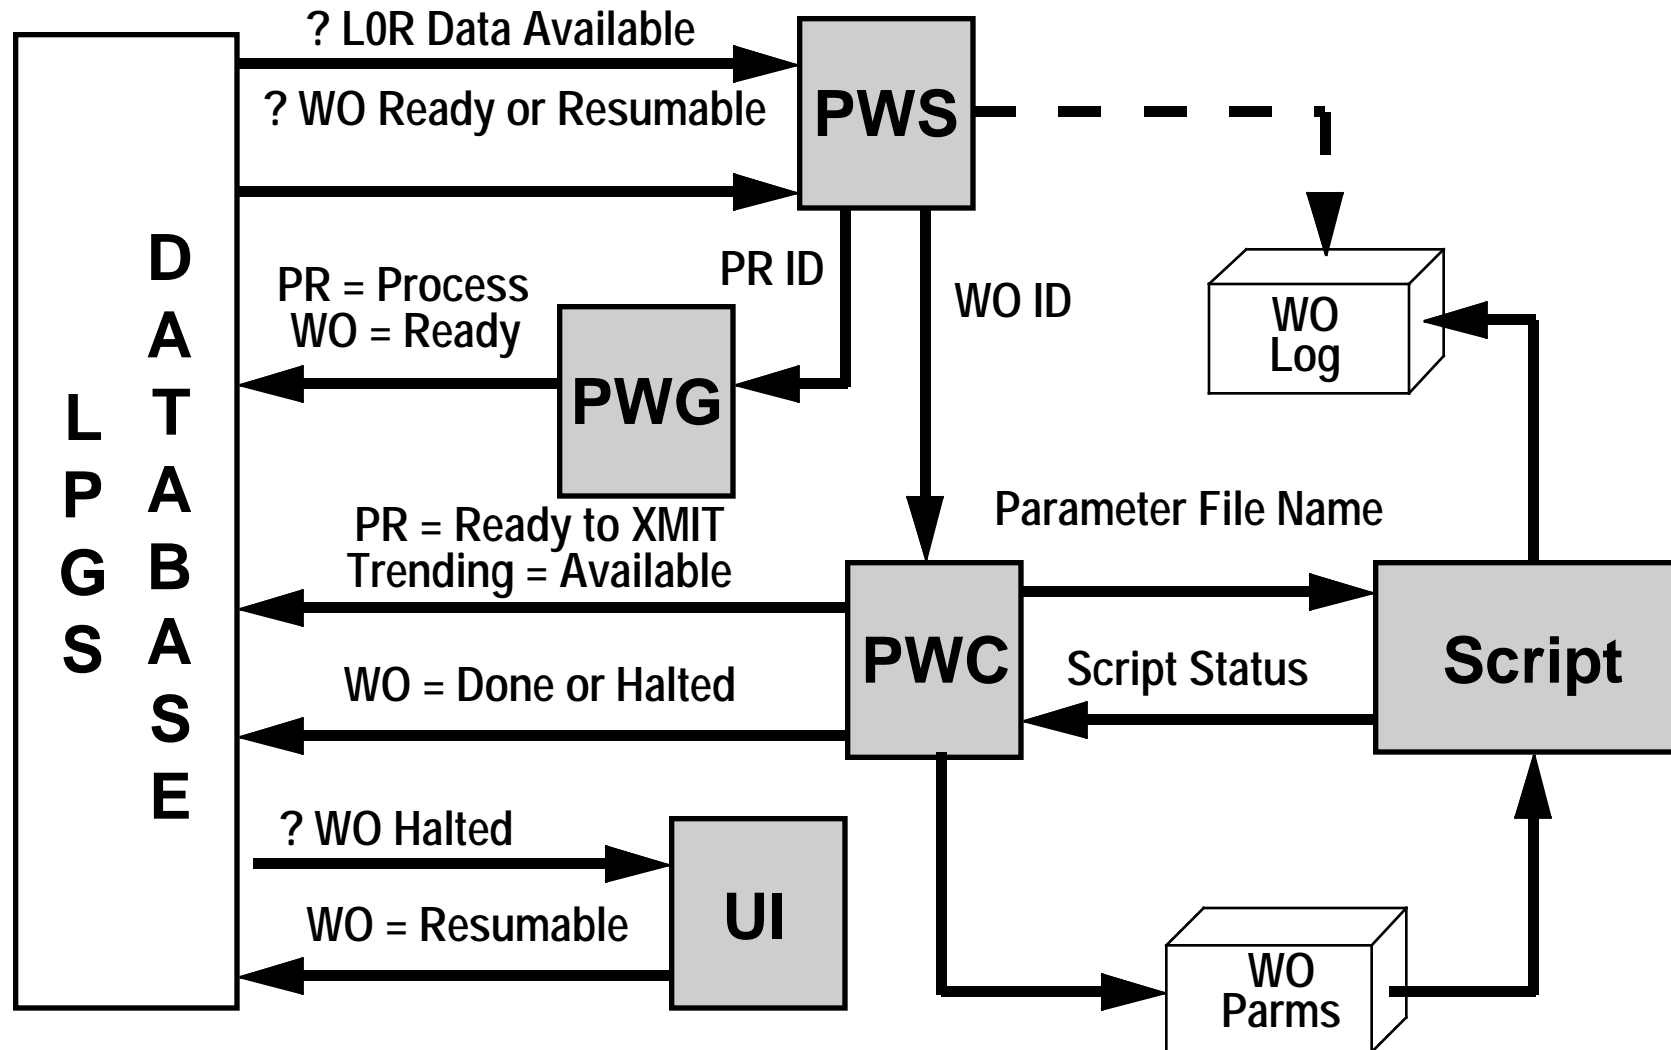 ? L0R Data Available
? WO Ready or Resumable
PWS
PR ID
WO ID
PR = Process
WO = Ready
PWG
WO
Log
LPGS
DATABASE
PR = Ready to XMIT
Trending = Available
Parameter File Name
PWC
Script Status
Script
WO = Done or Halted
? WO Halted
UI
WO = Resumable
WO
Parms